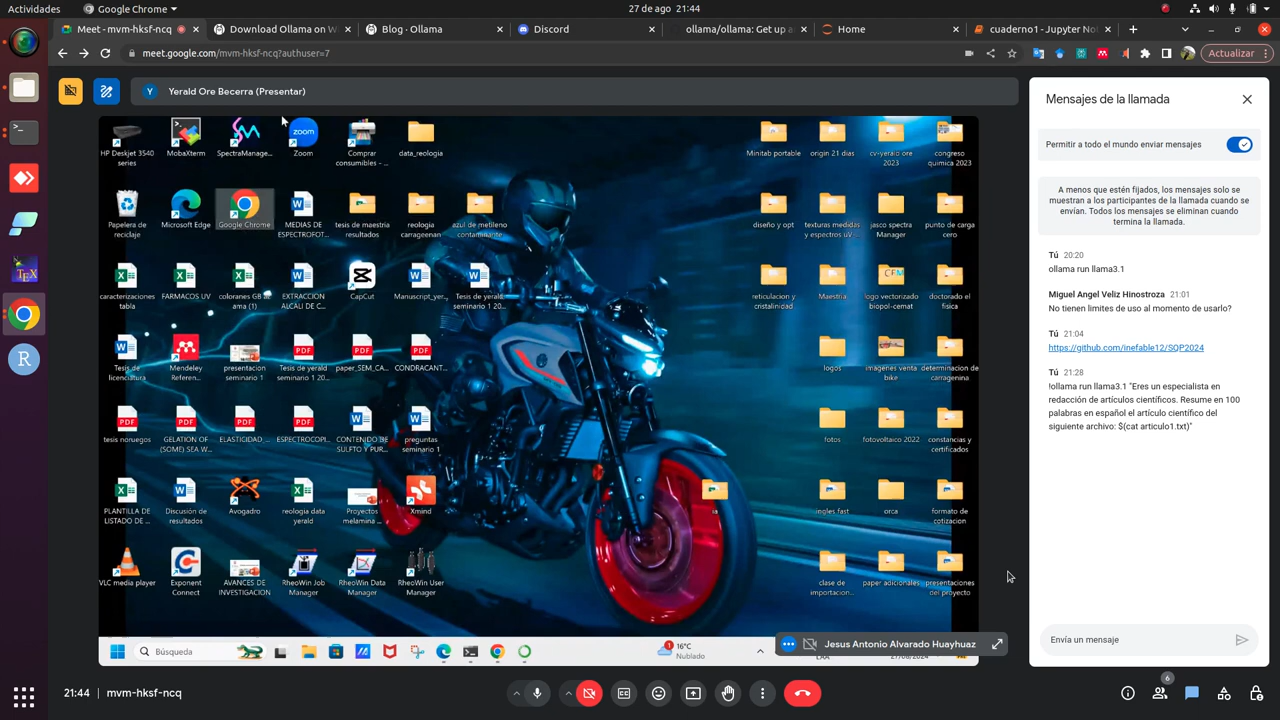 Actividades
Google Chrome
27 de ago 21:44
Meet - mvm-hksf-ncq
Download Ollama on W
Blog · Ollama
Discord
ollama/ollama: Get up a
Home
cuaderno1 - Jupyter No
meet.google.com/mvm-hksf-ncq?authuser=7
Actualizar
Y Yerald Ore Becerra (Presentar)
HP Deskjet 3540 series
MobaXterm
SpectraManage...
zoom
Zoom
Comprar consumibles - ...
data_reologia
Minitab portable
origin 21 dias
cv-yerald ore 2023
congreso quimica 2023
Papelera de reciclaje
Microsoft Edge
Google Chrome
MEDIAS DE ESPECTROFOT...
tesis de maestria resultados
reologia carrageenan
azul de metileno contaminante
diseño y opt
texturas medidas y espectros uv-...
jasco spectra Manager
punto de carga cero
caracterizaciones tabla
FARMACOS UV
EXTRACCION ALCALI DE C...
CapCut
Manuscript_yer...
Tesis de yerald seminario 1 20...
reticulacion y cristalinidad
Maestria
logo vectorizado biopol-cemat
doctorado el fisica
Tesis de licenciatura
Mendeley Referen...
presentacion seminario 1
Tesis de yerald seminario 1 20...
paper_SEM_CA...
CONDRACANT...
logos
imágenes venta bike
determinacion de carragenina
tesis noruegos
GELATION OF (SOME) SEA W...
ELASTICIDAD ...
ESPECTROCOPI...
CONTENIDO DE SULFTO Y PUR...
preguntas seminario 1
fotos
fotovoltaico 2022
constancias y certificados
PLANTILLA DE LISTADO DE ...
Discusión de resultados
Avogadro
reologia data yerald
Proyectos melamina ...
Xmind
ingles fast
orca
formato de cotizacion
VLC media player
Exponent Connect
AVANCES DE INVESTIGACION
RheoWin Job Manager
RheoWin Data Manager
RheoWin User Manager
clase de importacion...
paper adicionales
presentaciones del proyecto
Búsqueda
16°C
Nublado
Jesus Antonio Alvarado Huayhuaz
Mensajes de la llamada
Permitir a todo el mundo enviar mensajes
A menos que estén fijados, los mensajes solo se
muestran a los participantes de la llamada cuando se
envían. Todos los mensajes se eliminan cuando
termina la llamada.
Tú 20:20
ollama run llama3.1
Miguel Angel Veliz Hinostroza 21:01
No tienen limites de uso al momento de usarlo?
Tú 21:04
https://github.com/inefable12/SQP2024
Tú 21:28
!ollama run llama3.1 "Eres un especialista en
redacción de artículos científicos. Resume en 100
palabras en español el artículo científico del
siguiente archivo: $(cat articulo1.txt)"
Envía un mensaje
21:44 | mvm-hksf-ncq
6